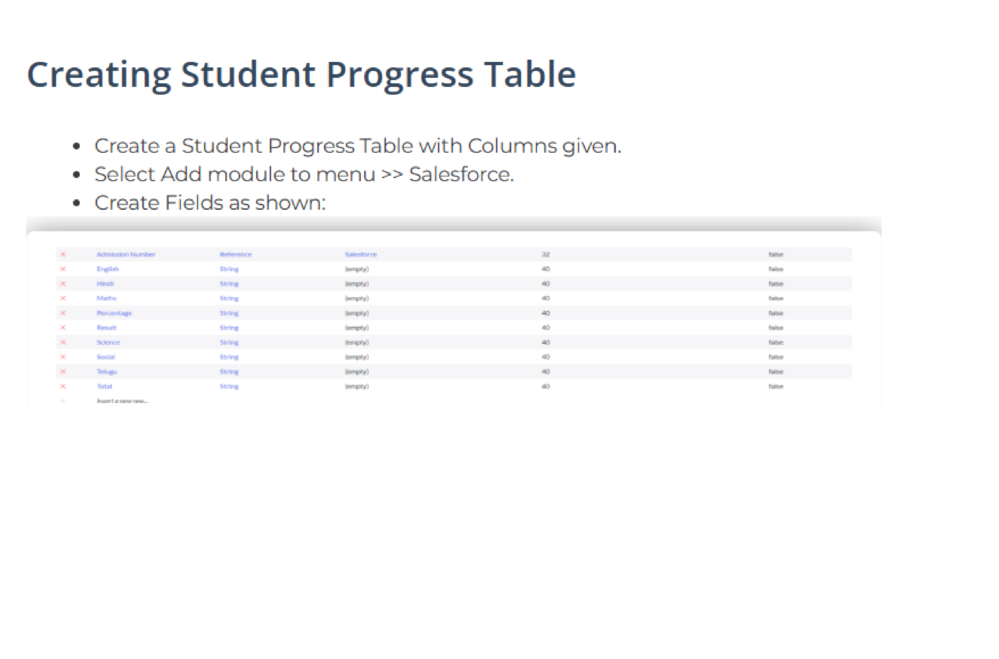 Creating Student Progress Table
• Create a Student Progress Table with Columns given.
• Select Add module to menu >> Salesforce.
• Create Fields as shown:
× Admission Number Reference Salesforce 32 false
× English String (empty) 40 false
× Hindi String (empty) 40 false
× Maths String (empty) 40 false
× Percentage String (empty) 40 false
× Result String (empty) 40 false
× Science String (empty) 40 false
× Social String (empty) 40 false
× Telugu String (empty) 40 false
× Total String (empty) 40 false
+ Insert a new row...